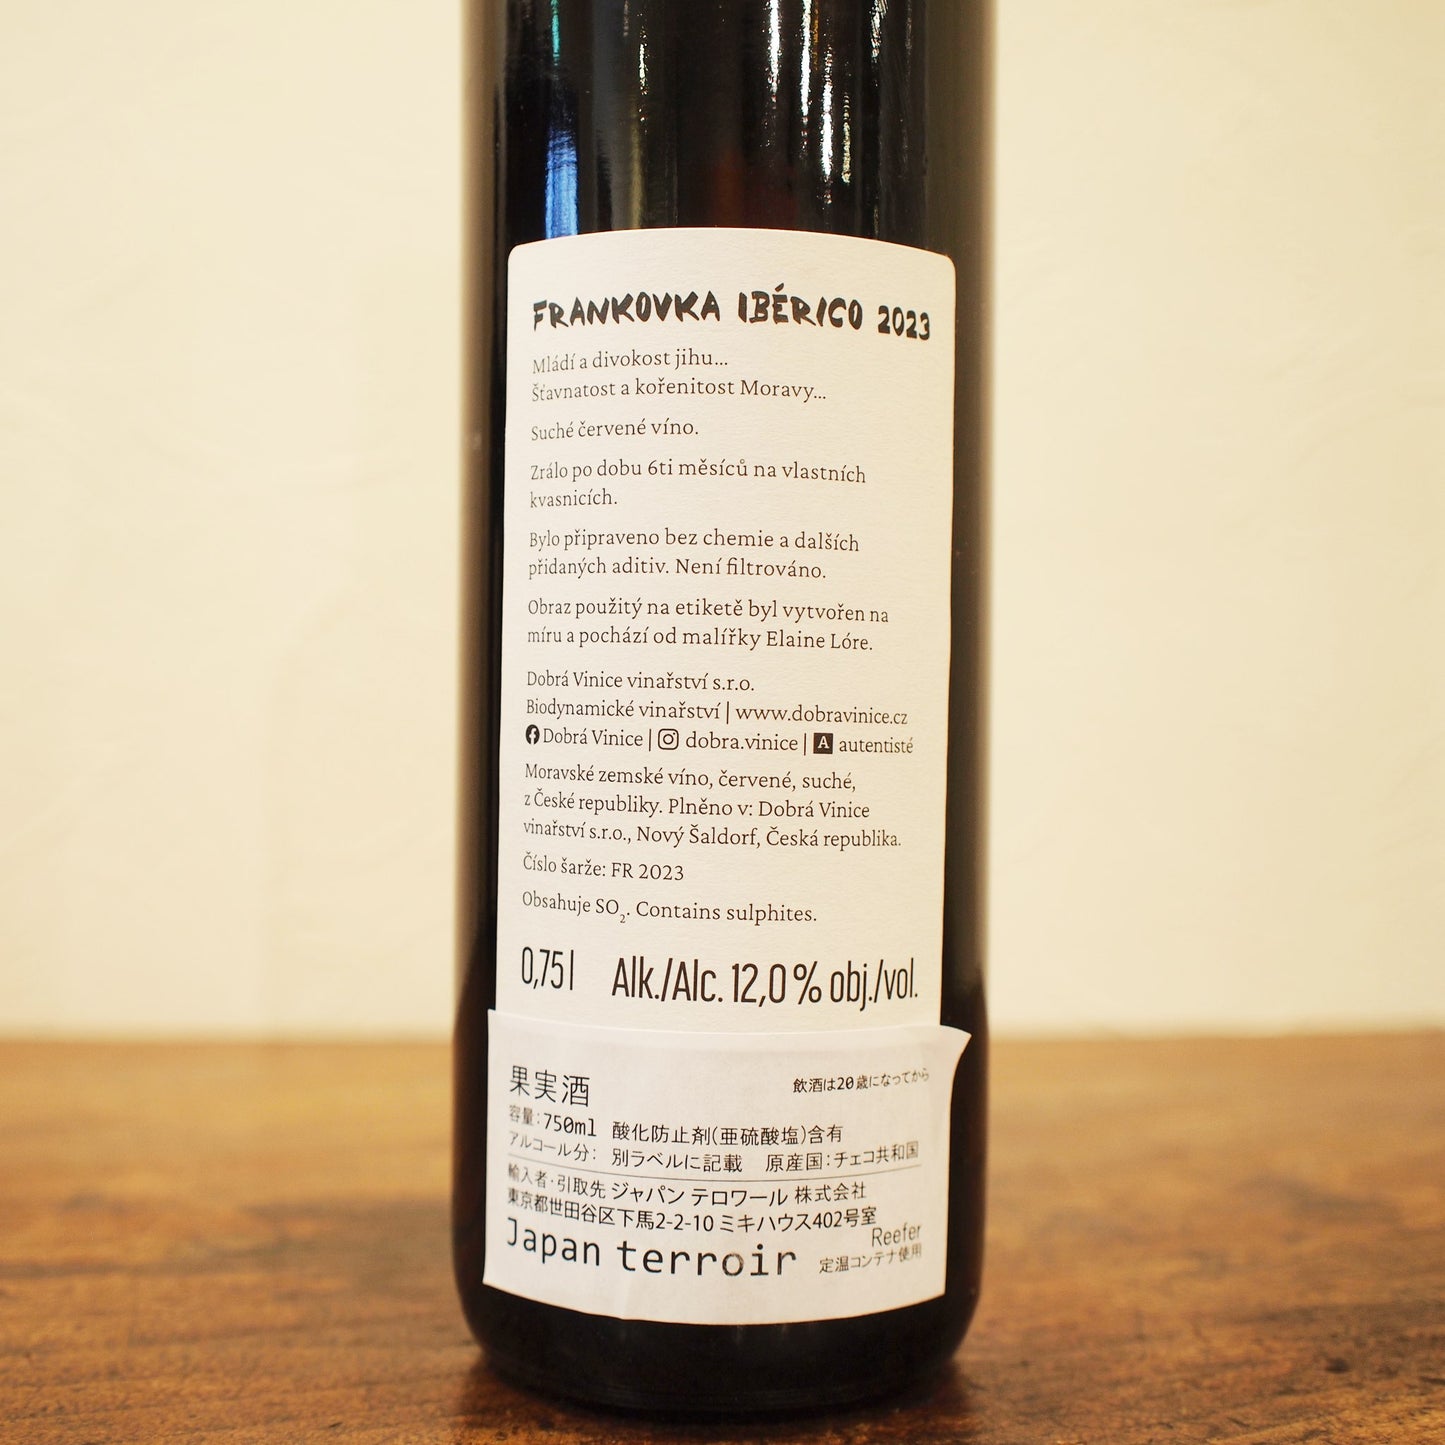 FRANKOVKA IBÉRICO 2023
Mládí a divokost jihu...
Šťavnatost a kořenitost Moravy...
Suché červené víno.
Zrálo po dobu 6ti měsíců na vlastních
kvasnicích.
Bylo připraveno bez chemie a dalších
přidaných aditiv. Není filtrováno.
Obraz použitý na etiketě byl vytvořen na
míru a pochází od malířky Elaine Lóre.
Dobrá Vinice vinařství s.r.o.
Biodynamické vinařství | www.dobravinice.cz
Dobrá Vinice | dobra.vinice | A autentisté
Moravské zemské víno, červené, suché,
z České republiky. Plněno v: Dobrá Vinice
vinařství s.r.o., Nový Šaldorf, Česká republika.
Číslo šarže: FR 2023
Obsahuje SO₂. Contains sulphites.
0,75 l Alk./Alc. 12,0 % obj./vol.
果実酒 飲酒は20歳になってから
容量:750ml 酸化防止剤(亜硫酸塩)含有
アルコール分: 別ラベルに記載 原産国:チェコ共和国
輸入者・引取先 ジャパン テロワール 株式会社
東京都世田谷区下馬2-2-10 ミキハウス402号室
Japan terroir Reefer
定温コンテナ使用